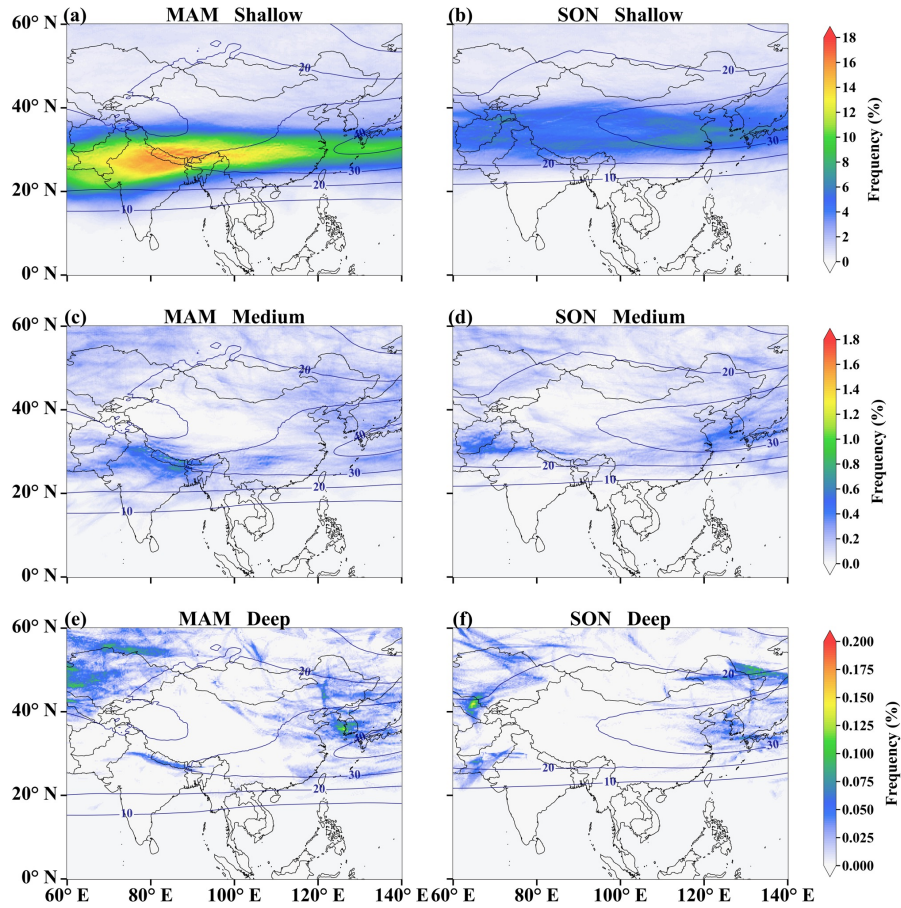 (a) MAM Shallow
(b) SON Shallow
60° N
40° N
20° N
0° N
20
40
30
20
10
20
30
20
10
18
16
14
12
10
8
6
4
2
0
Frequency (%)
(c) MAM Medium
(d) SON Medium
60° N
40° N
20° N
0° N
20
40
30
20
10
20
30
20
10
1.8
1.6
1.4
1.2
1.0
0.8
0.6
0.4
0.2
0.0
Frequency (%)
(e) MAM Deep
(f) SON Deep
60° N
40° N
20° N
0° N
20
40
30
20
10
20
30
20
10
0.200
0.175
0.150
0.125
0.100
0.075
0.050
0.025
0.000
Frequency (%)
60° E 80° E 100° E 120° E 140° E
60° E 80° E 100° E 120° E 140° E